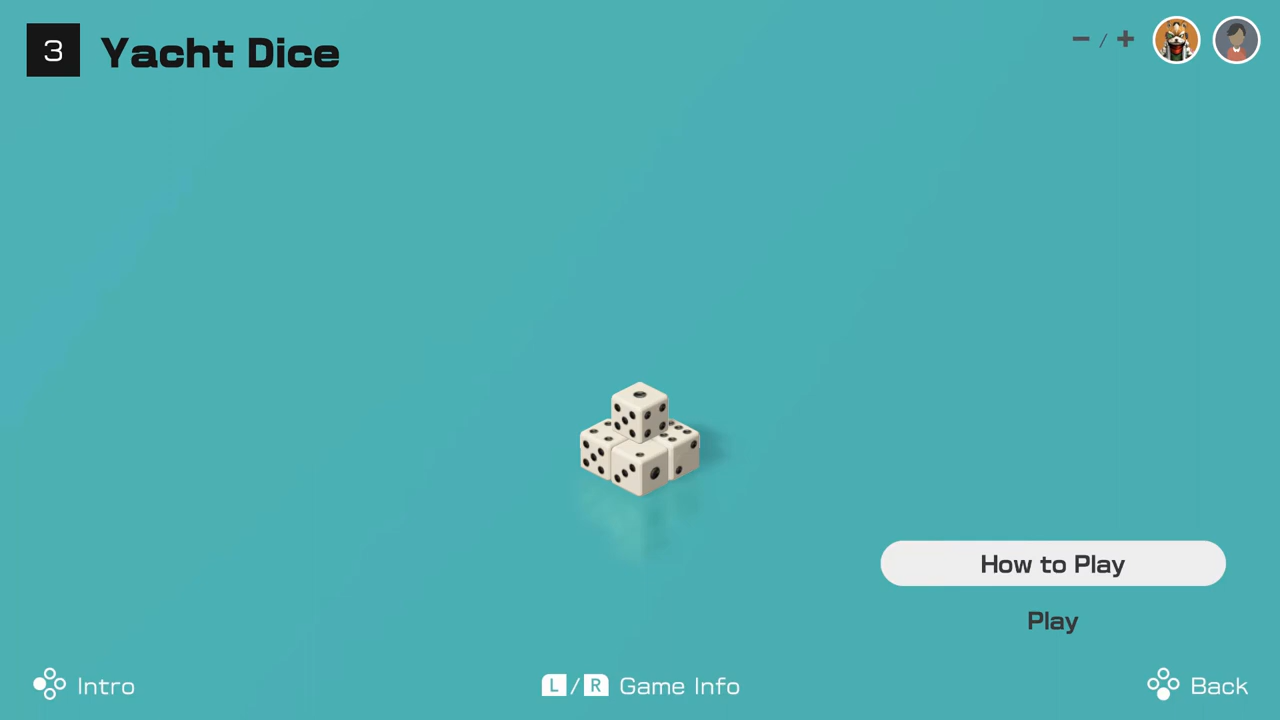 3 Yacht Dice
- / +
How to Play
Play
Intro
L / R Game Info
Back